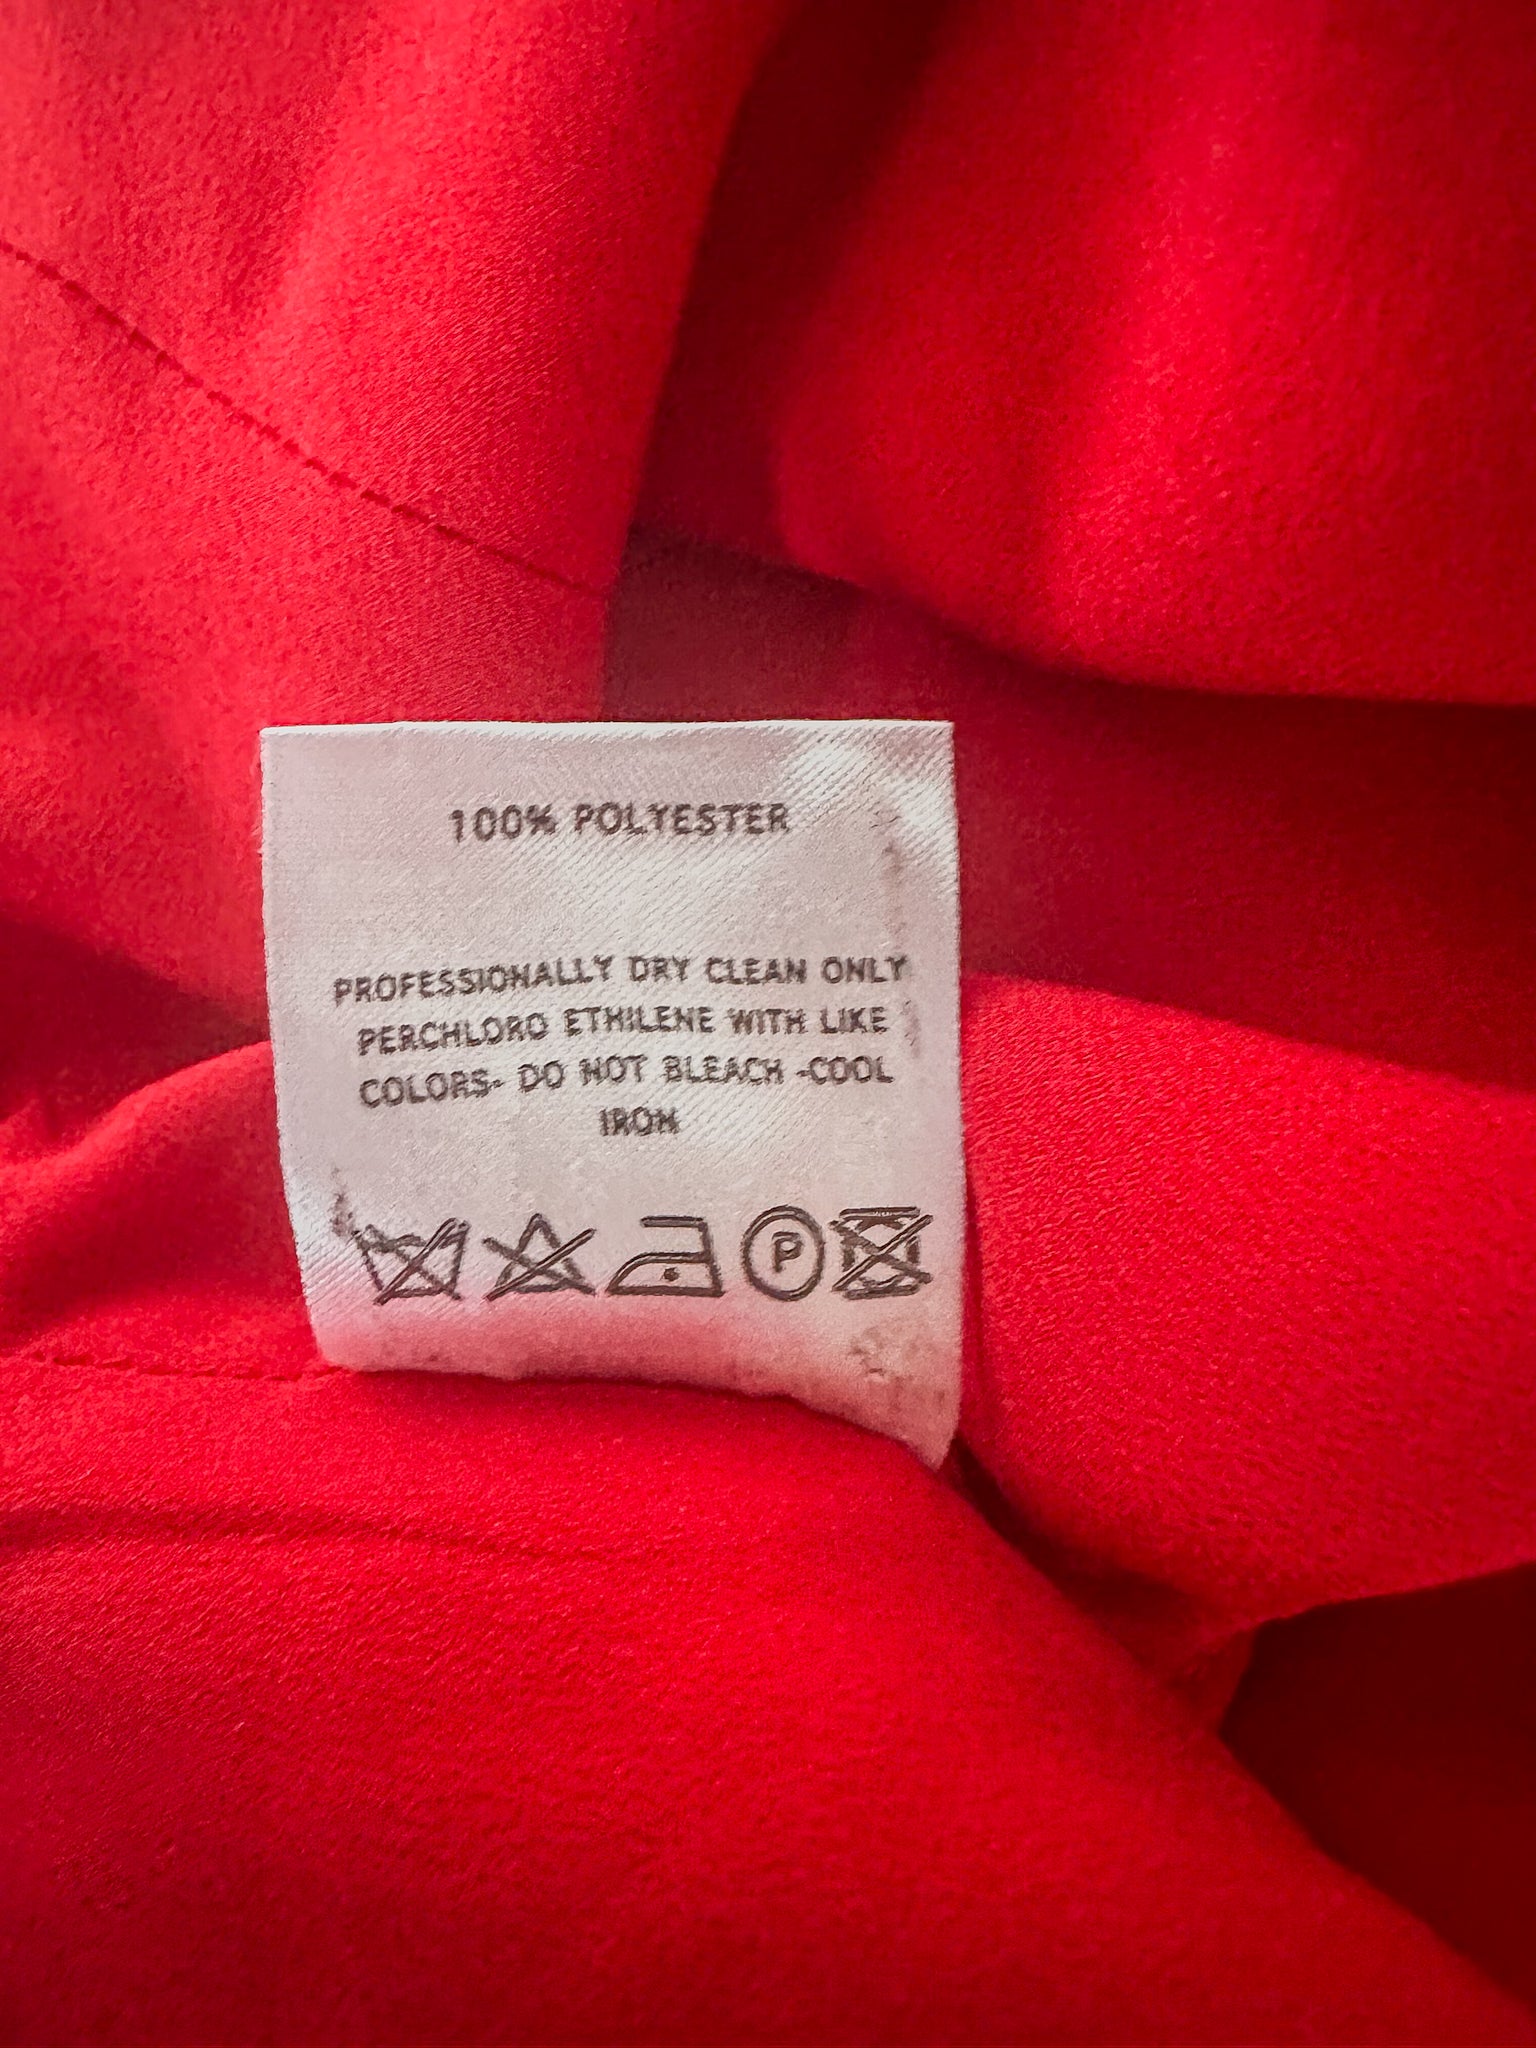 100% POLYESTER
PROFESSIONALLY DRY CLEAN ONLY
PERCHLORO ETHILENE WITH LIKE
COLORS- DO NOT BLEACH -COOL
IRON
P